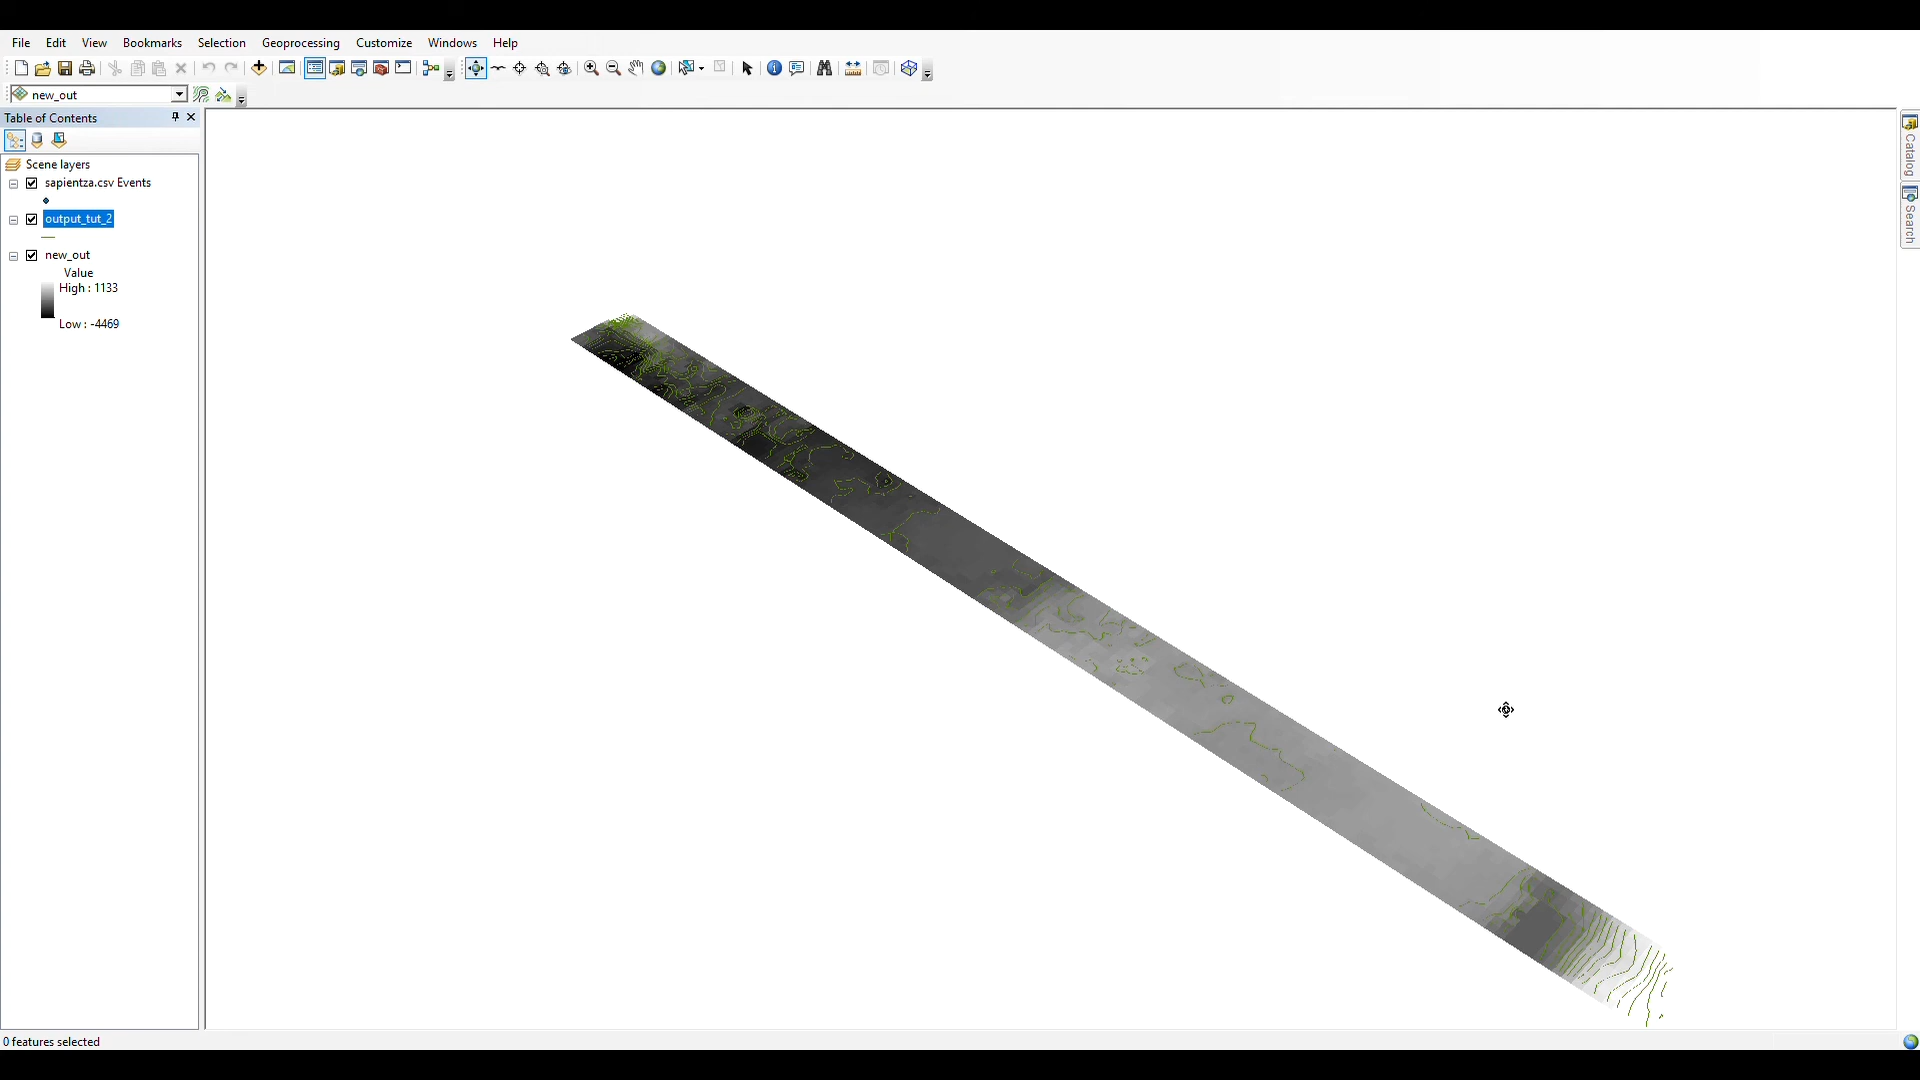 File Edit View Bookmarks Selection Geoprocessing Customize Windows Help
new_out
Table of Contents
Scene layers
sapientza.csv Events
output_tut_2
new_out
Value
High : 1133
Low : -4469
Catalog
Search
0 features selected